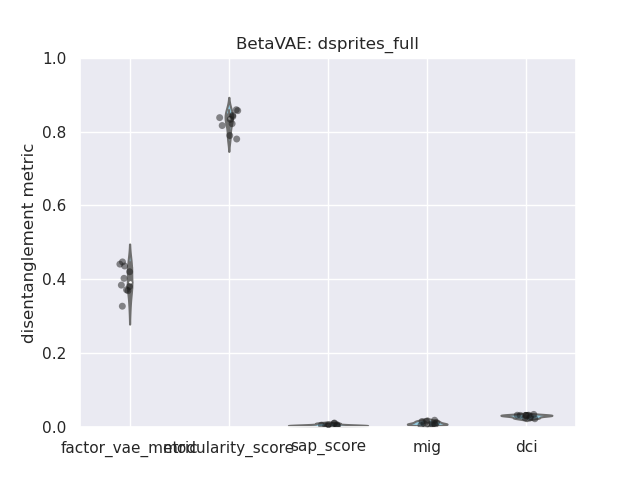 BetaVAE: dsprites_full
disentanglement metric
1.0
0.8
0.6
0.4
0.2
0.0
factor_vae_metric modularity_score sap_score mig dci